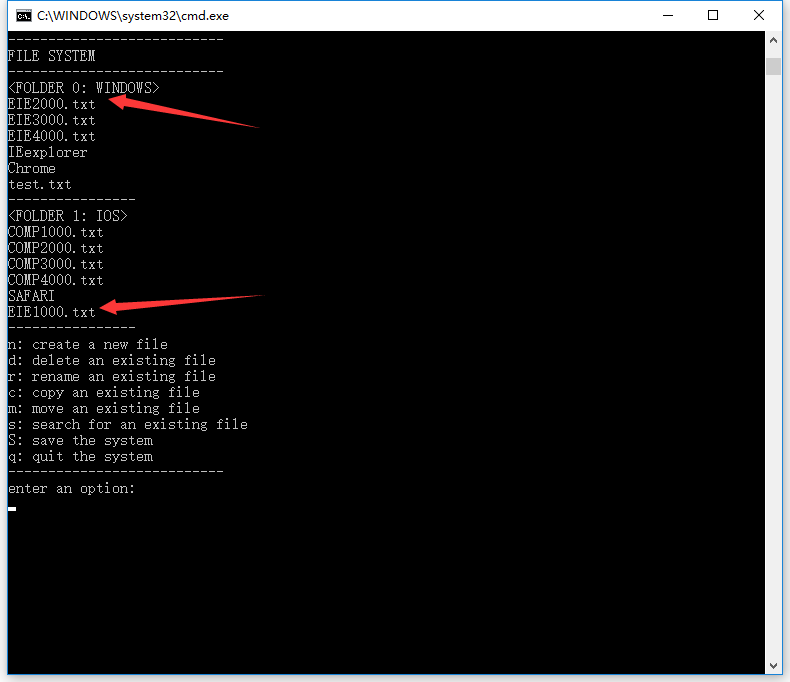 C:\WINDOWS\system32\cmd.exe
---------------------------
FILE SYSTEM
---------------------------
<FOLDER 0: WINDOWS>
EIE2000.txt
EIE3000.txt
EIE4000.txt
IEexplorer
Chrome
test.txt
----------------
<FOLDER 1: IOS>
COMP1000.txt
COMP2000.txt
COMP3000.txt
COMP4000.txt
SAFARI
EIE1000.txt
----------------
n: create a new file
d: delete an existing file
r: rename an existing file
c: copy an existing file
m: move an existing file
s: search for an existing file
S: save the system
q: quit the system
---------------------------
enter an option: